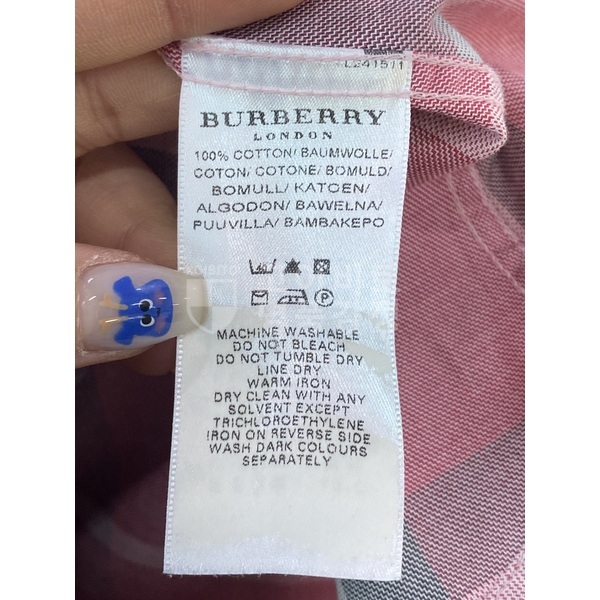 BURBERRY
LONDON
100% COTTON/ BAUMWOLLE/
COTON/ COTONE/ BOMULD/
BOMULL/ KATOEN/
ALGODON/ BAWEŁNA/
PUUVILLA/ BAMBAKEPO
40
P
MACHINE WASHABLE
DO NOT BLEACH
DO NOT TUMBLE DRY
LINE DRY
WARM IRON
DRY CLEAN WITH ANY
SOLVENT EXCEPT
TRICHLOROETHYLENE
IRON ON REVERSE SIDE
WASH DARK COLOURS
SEPARATELY